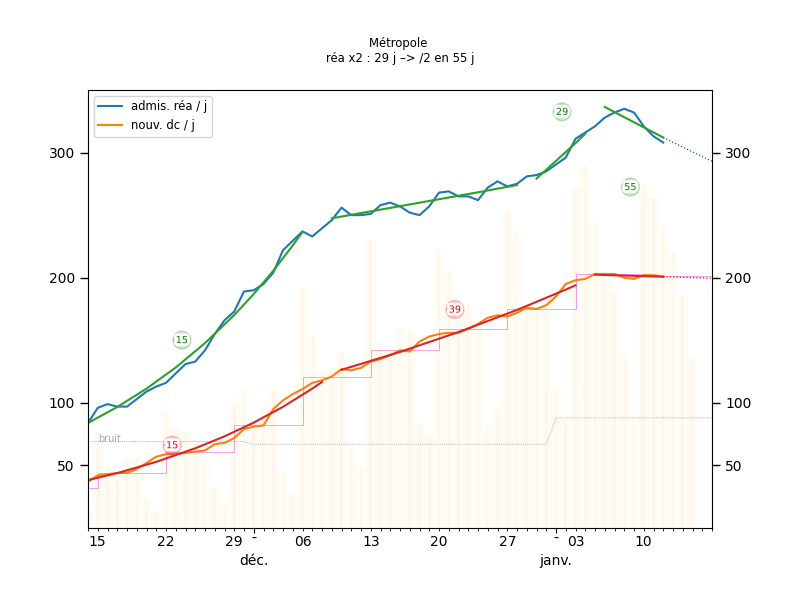 Métropole
réa x2 : 29 j –> /2 en 55 j
admis. réa / j
nouv. dc / j
300
300
200
200
100
100
50
50
29
55
15
39
15
bruit
15 22 29 - 06 13 20 27 - 03 10
déc. janv.